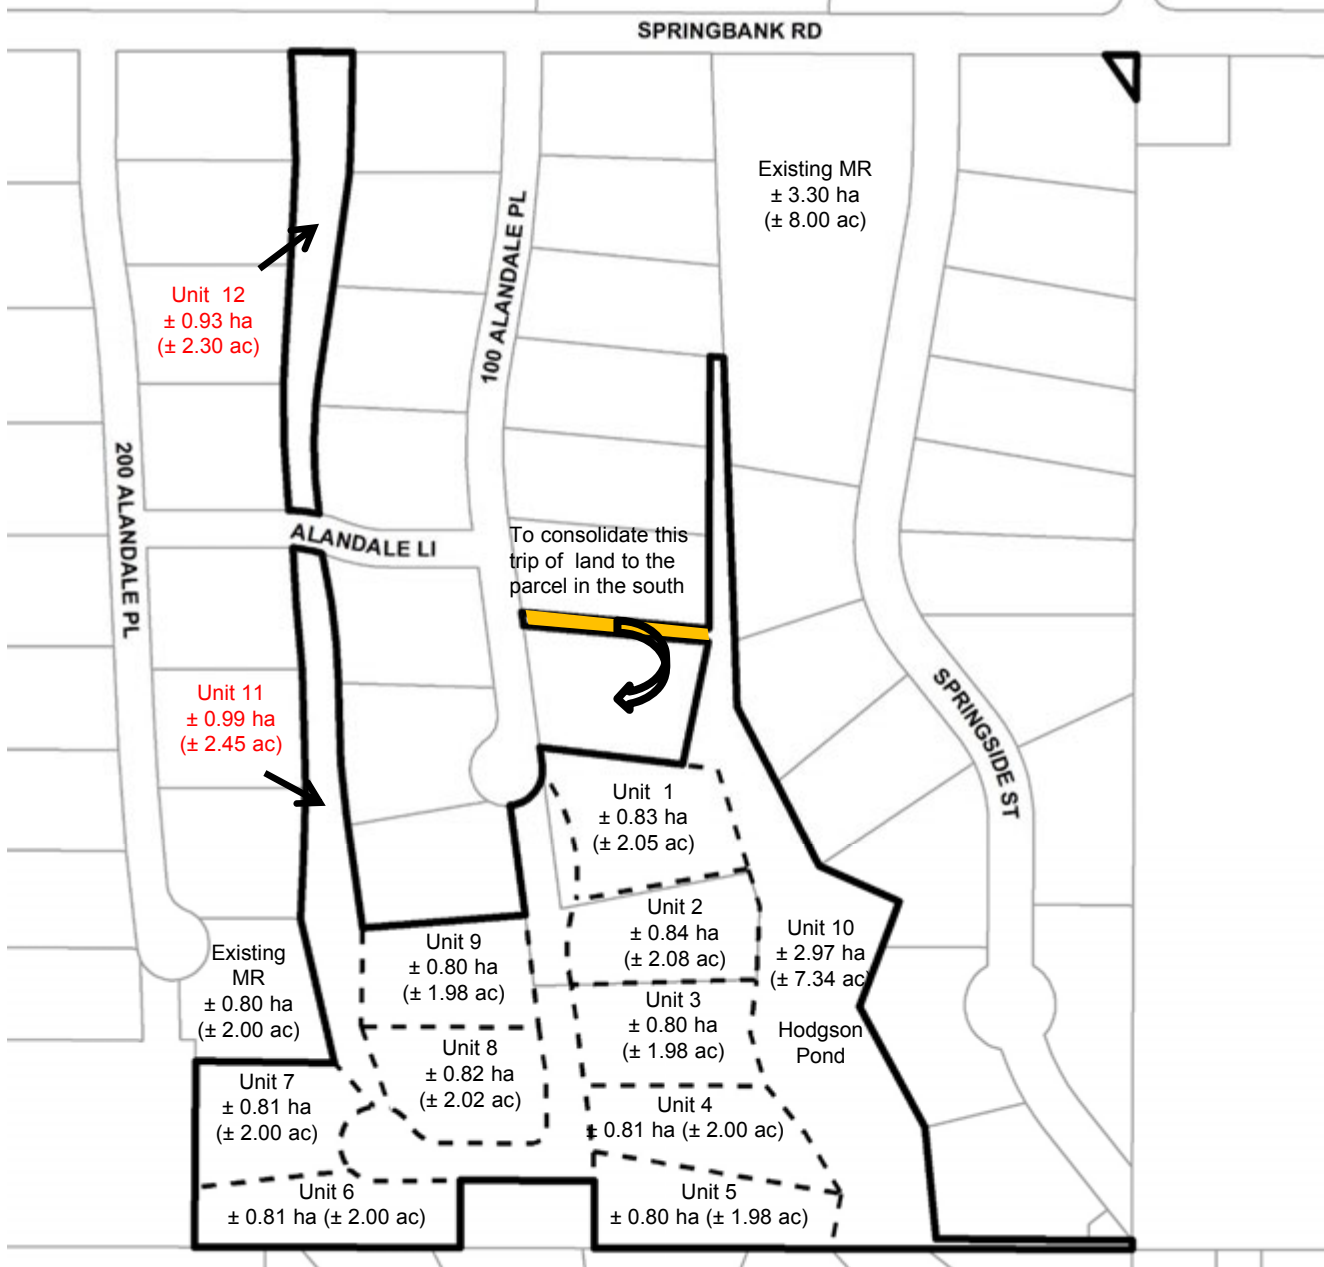 SPRINGBANK RD
Existing MR
± 3.30 ha
(± 8.00 ac)
100 ALANDALE PL
Unit 12
± 0.93 ha
(± 2.30 ac)
200 ALANDALE PL
ALANDALE LI
To consolidate this
trip of land to the
parcel in the south
Unit 11
± 0.99 ha
(± 2.45 ac)
SPRINGSIDE ST
Unit 1
± 0.83 ha
(± 2.05 ac)
Unit 2
± 0.84 ha
(± 2.08 ac)
Unit 10
± 2.97 ha
(± 7.34 ac)
Existing
MR
± 0.80 ha
(± 2.00 ac)
Unit 9
± 0.80 ha
(± 1.98 ac)
Unit 3
± 0.80 ha
(± 1.98 ac)
Hodgson
Pond
Unit 8
± 0.82 ha
(± 2.02 ac)
Unit 7
± 0.81 ha
(± 2.00 ac)
Unit 4
± 0.81 ha (± 2.00 ac)
Unit 6
± 0.81 ha (± 2.00 ac)
Unit 5
± 0.80 ha (± 1.98 ac)